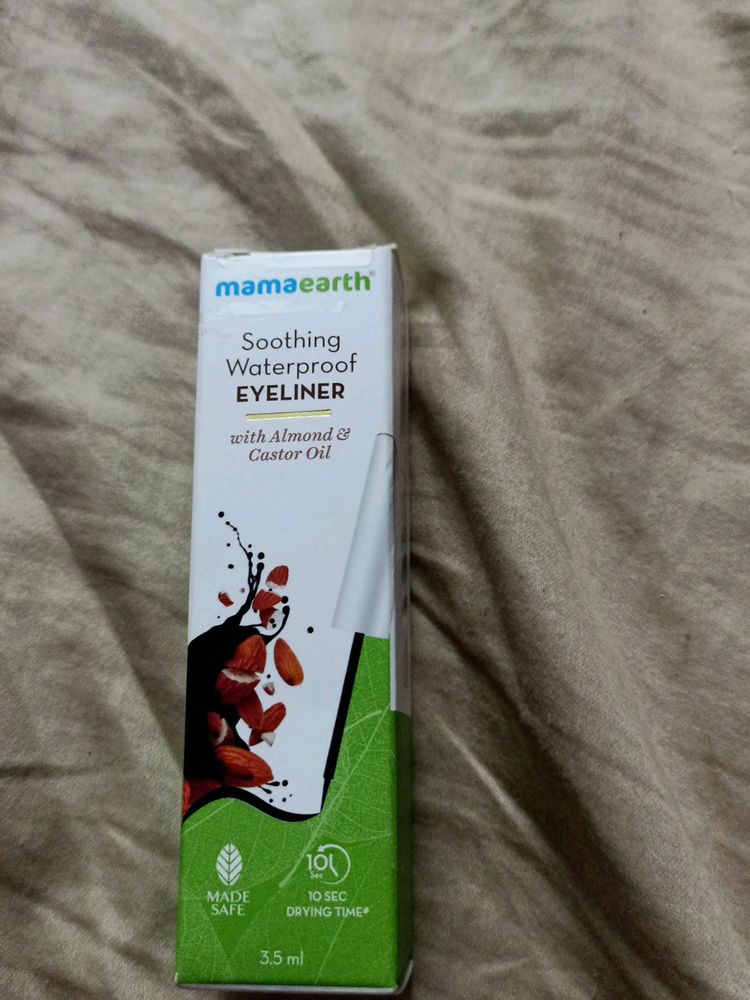 mamaearth®
Soothing
Waterproof
EYELINER
with Almond &
Castor Oil
10
Sec
MADE
SAFE
10 SEC
DRYING TIME#
3.5 ml